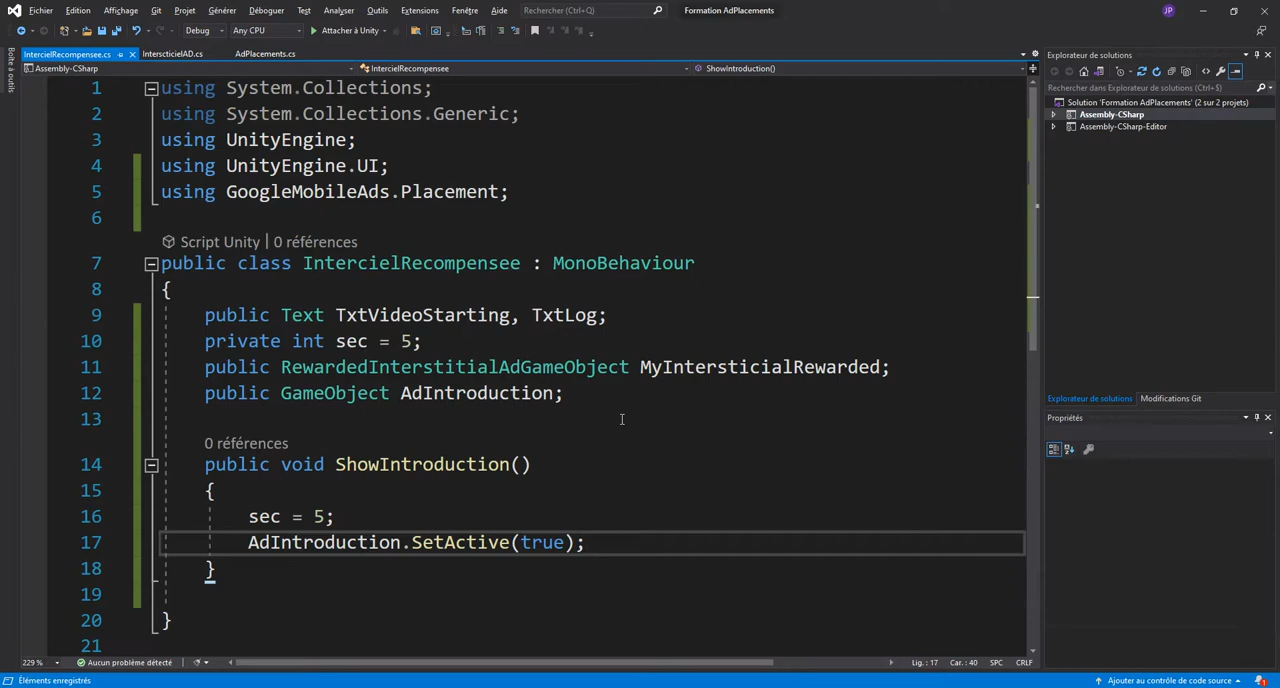 Fichier Edition Affichage Git Projet Générer Déboguer Test Analyser Outils Extensions Fenêtre Aide Rechercher (Ctrl+Q) Formation AdPlacements JP
Debug Any CPU Attacher à Unity
Boîte à outils
IntercielRecompensee.cs IntersticielAD.cs AdPlacements.cs
Assembly-CSharp IntercielRecompensee ShowIntroduction()
1 using System.Collections;
2 using System.Collections.Generic;
3 using UnityEngine;
4 using UnityEngine.UI;
5 using GoogleMobileAds.Placement;
6
Script Unity | 0 références
7 public class IntercielRecompensee : MonoBehaviour
8 {
9 public Text TxtVideoStarting, TxtLog;
10 private int sec = 5;
11 public RewardedInterstitialAdGameObject MyIntersticialRewarded;
12 public GameObject AdIntroduction;
13
0 références
14 public void ShowIntroduction()
15 {
16 sec = 5;
17 AdIntroduction.SetActive(true);
18 }
19
20 }
21
229 % Aucun problème détecté Lig. : 17 Car. : 40 SPC CRLF
Explorateur de solutions
Rechercher dans Explorateur de solutions (Ctrl+$)
Solution 'Formation AdPlacements' (2 sur 2 projets)
Assembly-CSharp
Assembly-CSharp-Editor
Explorateur de solutions Modifications Git
Propriétés
Éléments enregistrés Ajouter au contrôle de code source 1